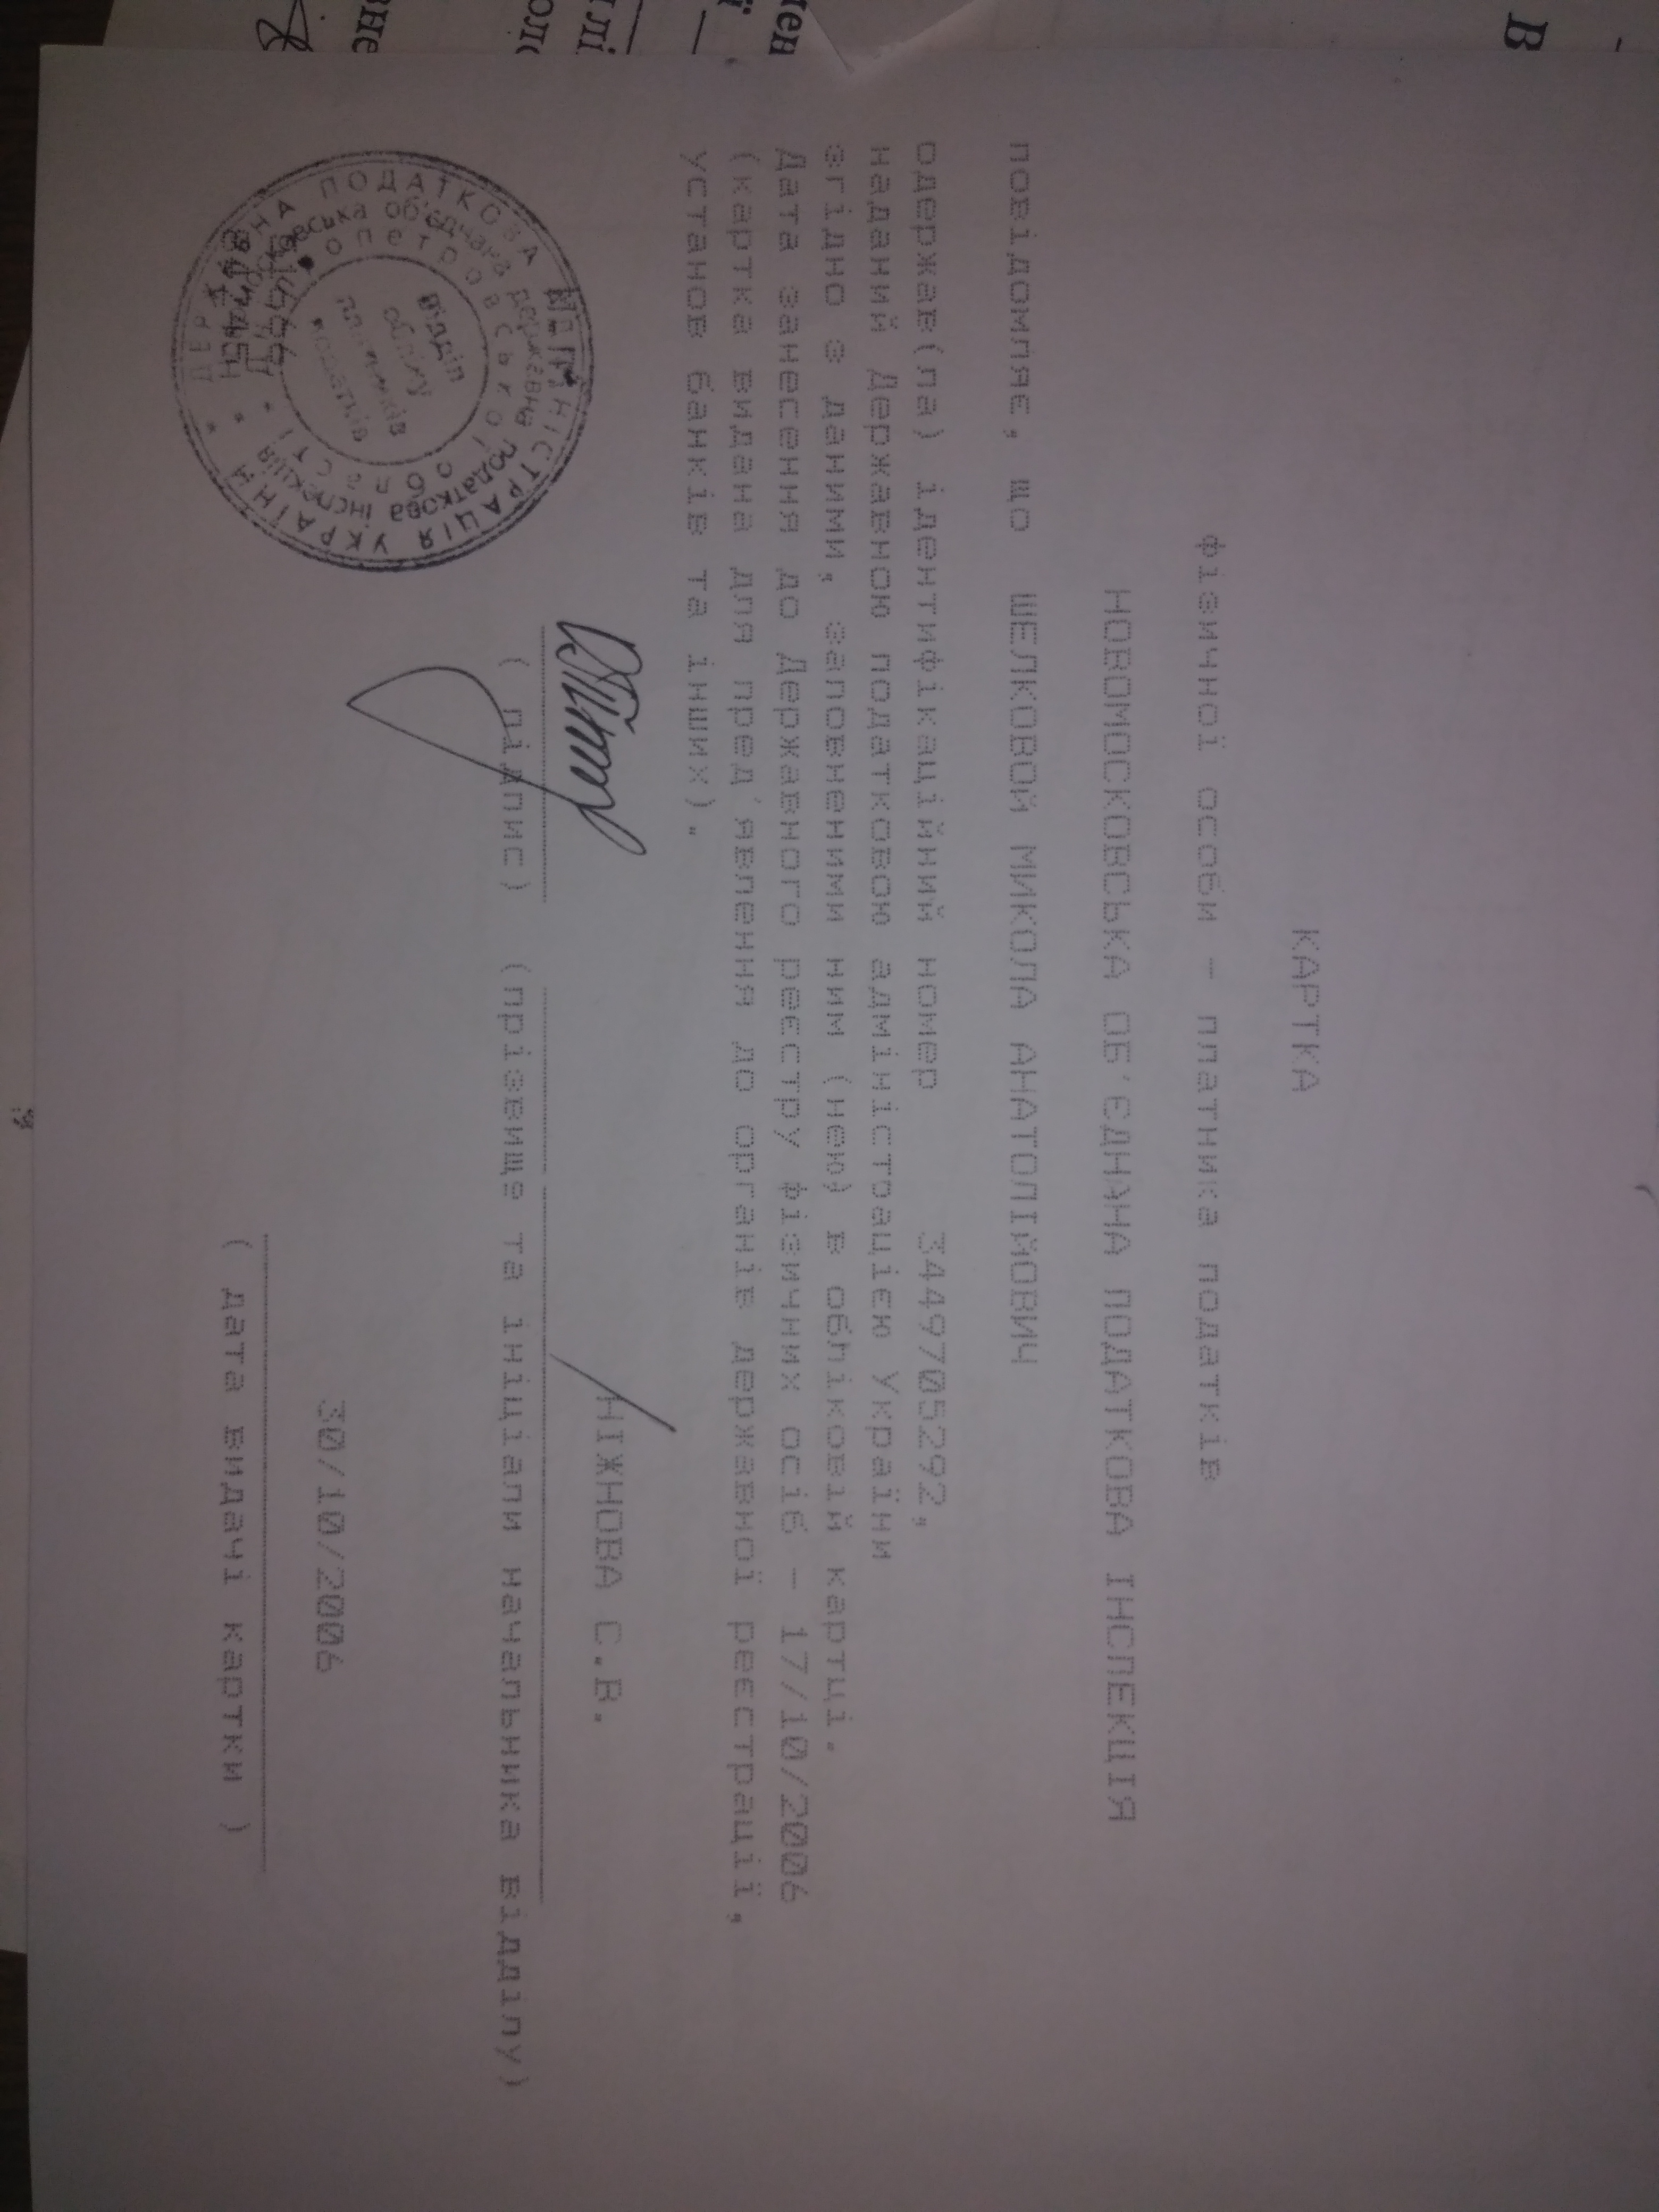 КАРТКА
фізичної особи - платника податків
НОВОМОСКОВСЬКА ОБ'ЄДНАНА ПОДАТКОВА ІНСПЕКЦІЯ
повідомляє, що ШЕЛКОВОЙ МИКОЛА АНАТОЛІЙОВИЧ
одержав(ла) ідентифікаційний номер 3449705292,
наданий Державною податковою адміністрацією України
згідно з даними, заповненими ним (нею) в обліковій картці.
Дата занесення до Державного реєстру фізичних осіб - 17/10/2006
(картка видана для пред'явлення до органів державної реєстрації,
установ банків та інших).
НІЖНОВА С.В.
( підпис) (прізвище та ініціали начальника відділу)
30/10/2006
( дата видачі картки )
ДЕРЖАВНА ПОДАТКОВА АДМІНІСТРАЦІЯ УКРАЇНИ
Новомосковська об'єднана державна податкова інспекція
Дніпропетровської області
Відділ
обліку
платників
податків